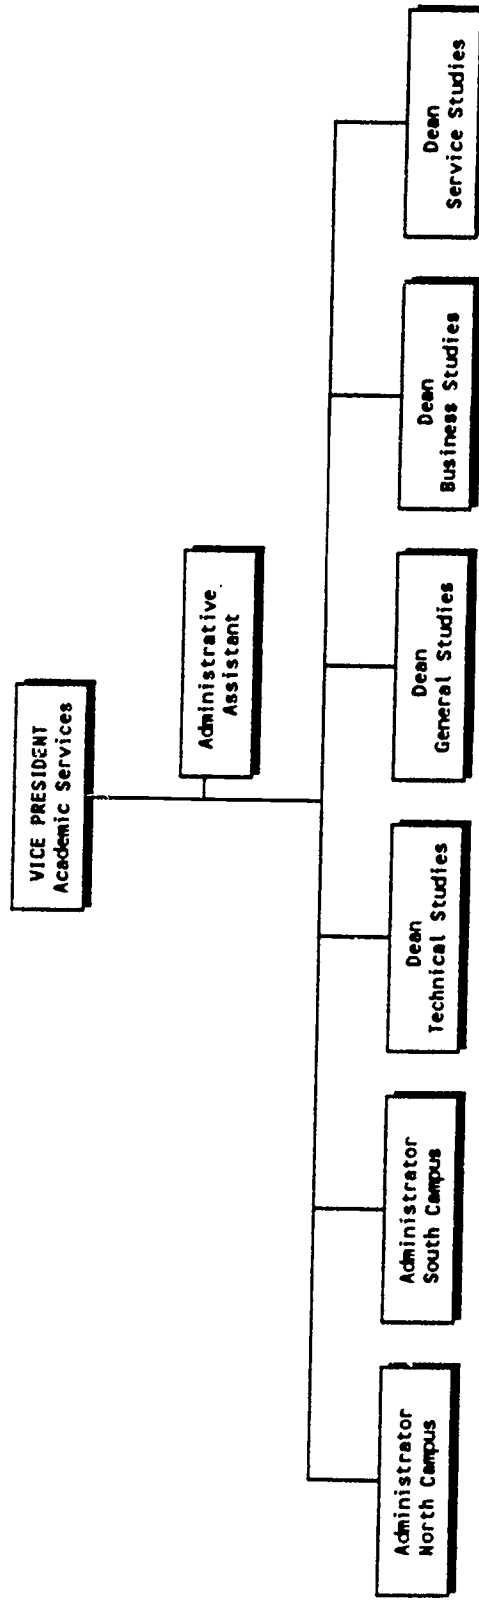 VICE PRESIDENT
Academic Services
Administrative
Assistant
Administrator
North Campus
Administrator
South Campus
Dean
Technical Studies
Dean
General Studies
Dean
Business Studies
Dean
Service Studies